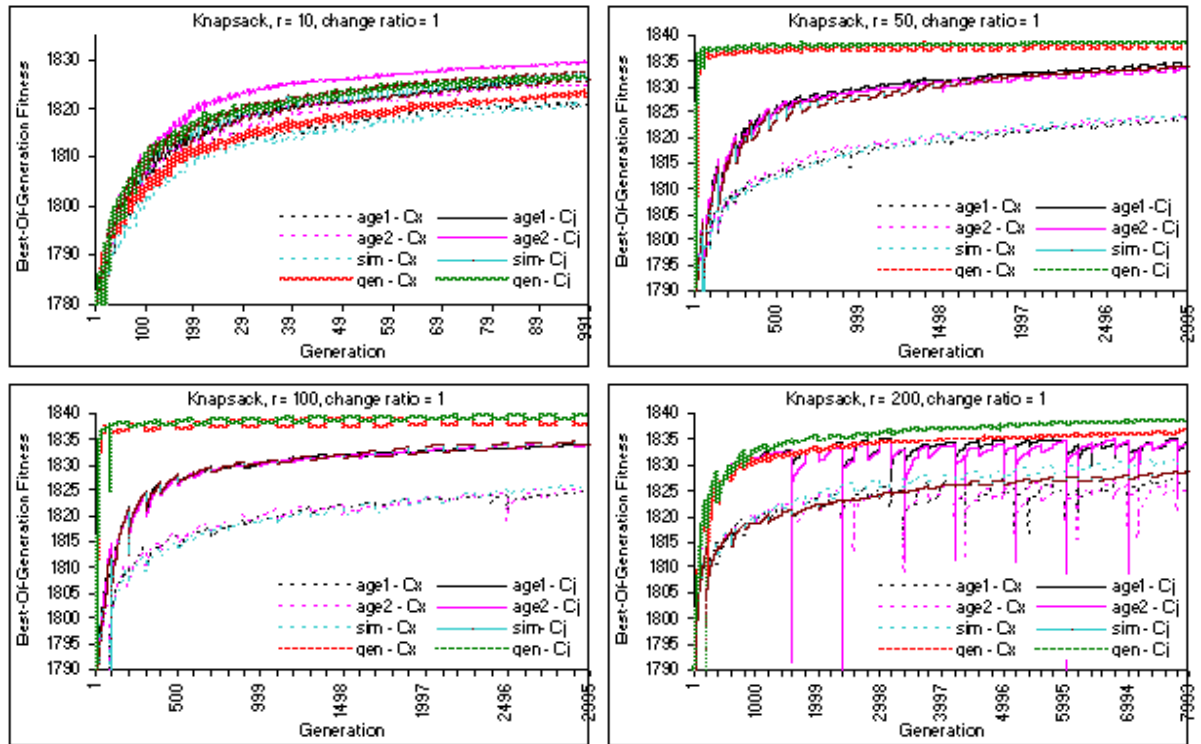 Knapsack, r = 10, change ratio = 1
Best-Of-Generation Fitness
1830
1820
1810
1800
1790
1780
age1 - Cx age1 - Cj
age2 - Cx age2 - Cj
sim - Cx sim - Cj
gen - Cx gen - Cj
1 100 199 29 39 49 59 69 79 89 991
Generation
Knapsack, r = 50, change ratio = 1
Best-Of-Generation Fitness
1840
1835
1830
1825
1820
1815
1810
1805
1800
1795
1790
age1 - Cx age1 - Cj
age2 - Cx age2 - Cj
sim - Cx sim - Cj
gen - Cx gen - Cj
1 500 999 1498 1997 2496 2995
Generation
Knapsack, r = 100, change ratio = 1
Best-Of-Generation Fitness
1840
1835
1830
1825
1820
1815
1810
1805
1800
1795
1790
age1 - Cx age1 - Cj
age2 - Cx age2 - Cj
sim - Cx sim- Cj
gen - Cx gen - Cj
1 500 999 1498 1997 2496 2995
Generation
Knapsack, r = 200, change ratio = 1
Best-Of-Generation Fitness
1840
1835
1830
1825
1820
1815
1810
1805
1800
1795
1790
age1 - Cx age1 - Cj
age2 - Cx age2 - Cj
sim - Cx sim - Cj
gen - Cx gen - Cj
1 1000 1999 2998 3997 4996 5995 6994 7993
Generation